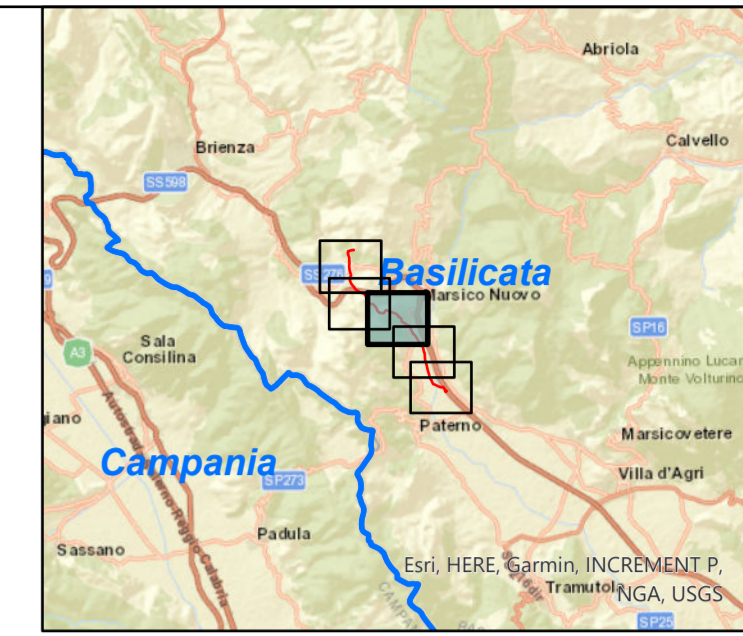 Abriola
Calvello
Brienza
SS598
Basilicata
SS276
Marsico Nuovo
SP16
Sala
Consilina
A3
Appennino Lucan
Monte Volturino
iano
Paterno
Marsicovetere
Campania
SP273
Villa d'Agri
Padula
Sassano
Esri, HERE, Garmin, INCREMENT P,
Tramutola
NGA, USGS
SP25